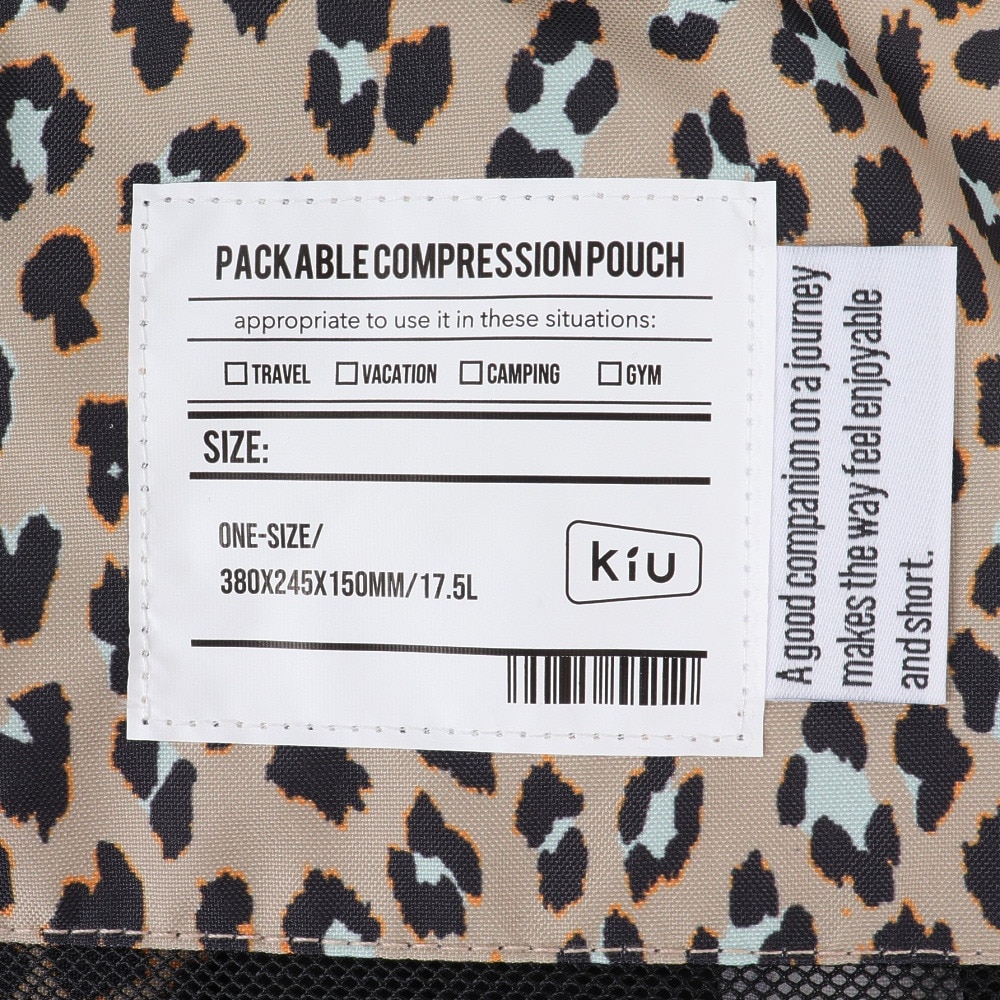 PACKABLE COMPRESSION POUCH
appropriate to use it in these situations:
TRAVEL VACATION CAMPING GYM
SIZE:
ONE-SIZE/
380X245X150MM/17.5L
kiu
A good companion on a journey
makes the way feel enjoyable
and short.